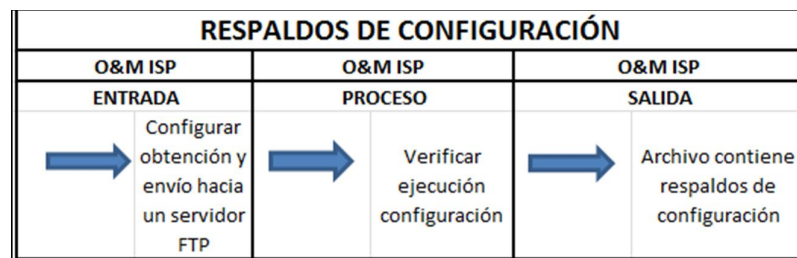 RESPALDOS DE CONFIGURACIÓN
O&M ISP O&M ISP O&M ISP
ENTRADA PROCESO SALIDA
Configurar
obtención y
envío hacia
un servidor
FTP
Verificar
ejecución
configuración
Archivo contiene
respaldos de
configuración